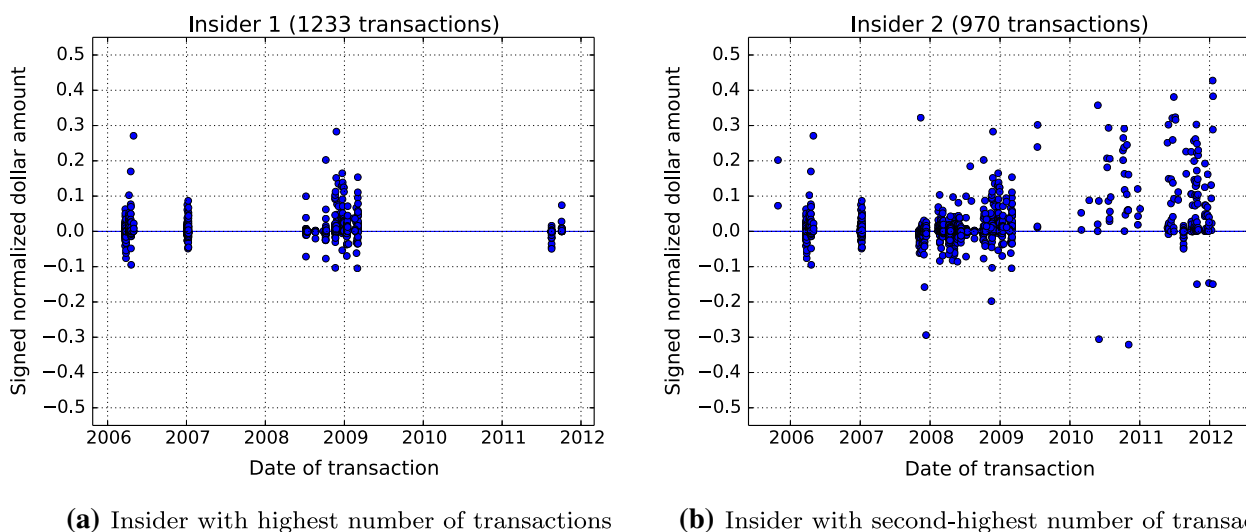 Insider 1 (1233 transactions)
Signed normalized dollar amount
0.5
0.4
0.3
0.2
0.1
0.0
−0.1
−0.2
−0.3
−0.4
−0.5
2006 2007 2008 2009 2010 2011 2012
Date of transaction
(a) Insider with highest number of transactions
Insider 2 (970 transactions)
Signed normalized dollar amount
0.5
0.4
0.3
0.2
0.1
0.0
−0.1
−0.2
−0.3
−0.4
−0.5
2006 2007 2008 2009 2010 2011 2012
Date of transaction
(b) Insider with second-highest number of transac